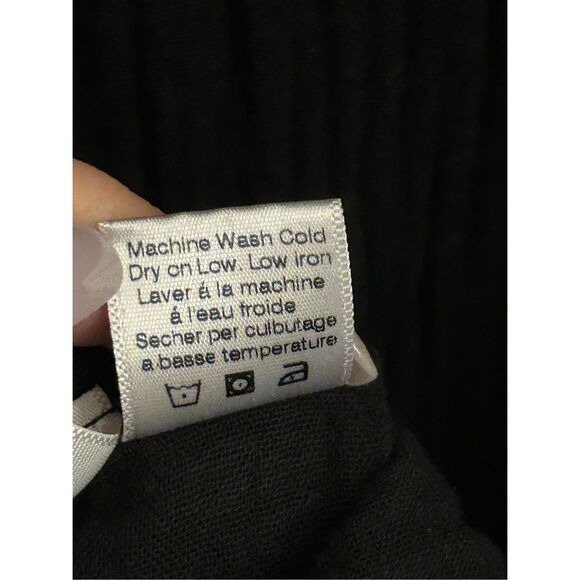 Machine Wash Cold
Dry on Low. Low iron
Laver á la machine
á l'eau froide
Secher per culbutage
a basse temperature